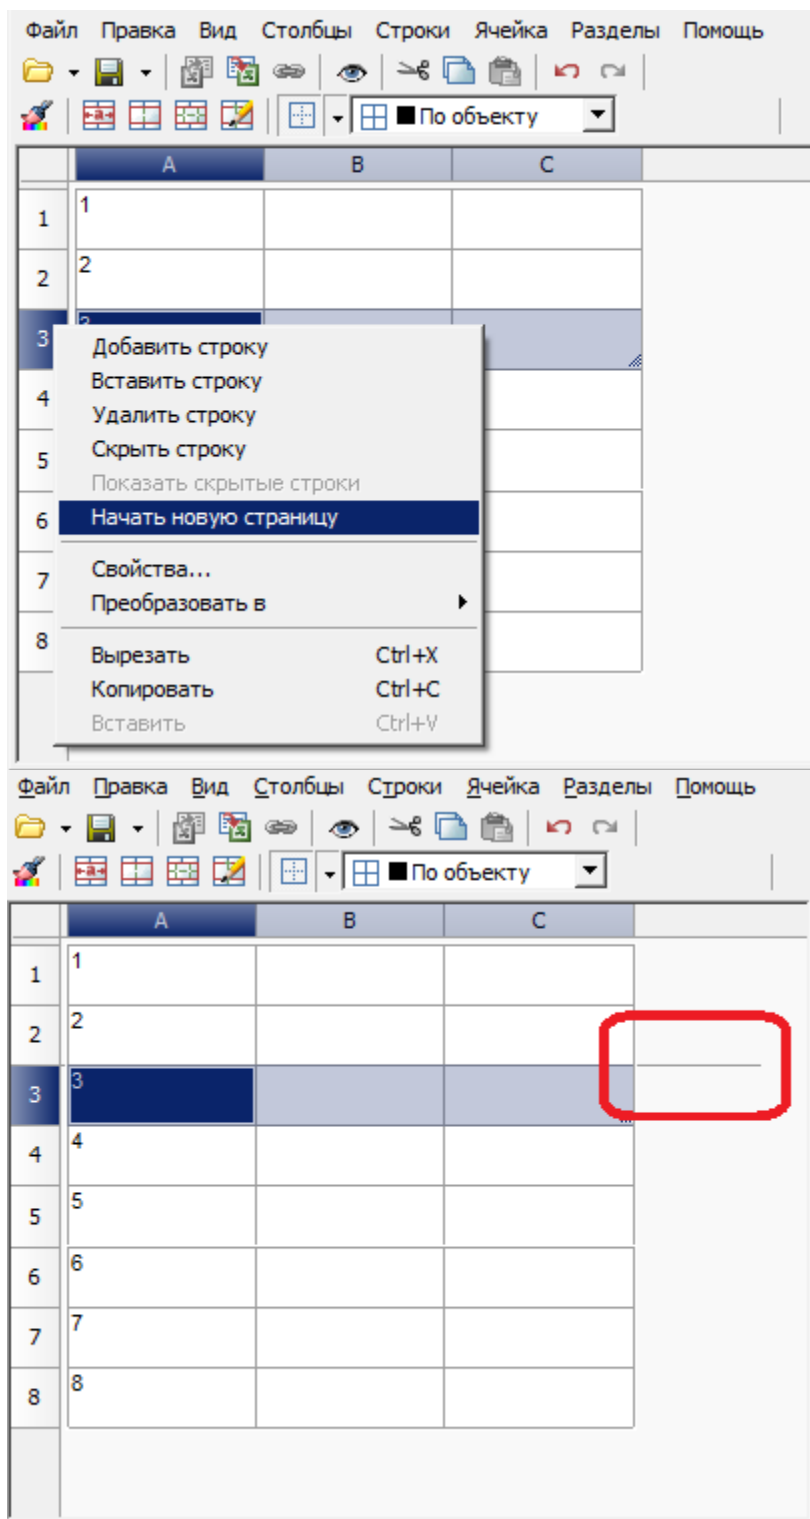 Файл Правка Вид Столбцы Строки Ячейка Разделы Помощь
По объекту
A B C
1 1
2 2
3 3
Добавить строку
Вставить строку
4
Удалить строку
Скрыть строку
5
Показать скрытые строки
6 Начать новую страницу
7 Свойства...
Преобразовать в
8
Вырезать Ctrl+X
Копировать Ctrl+C
Вставить Ctrl+V
Файл Правка Вид Столбцы Строки Ячейка Разделы Помощь
По объекту
A B C
1 1
2 2
3 3
4 4
5 5
6 6
7 7
8 8